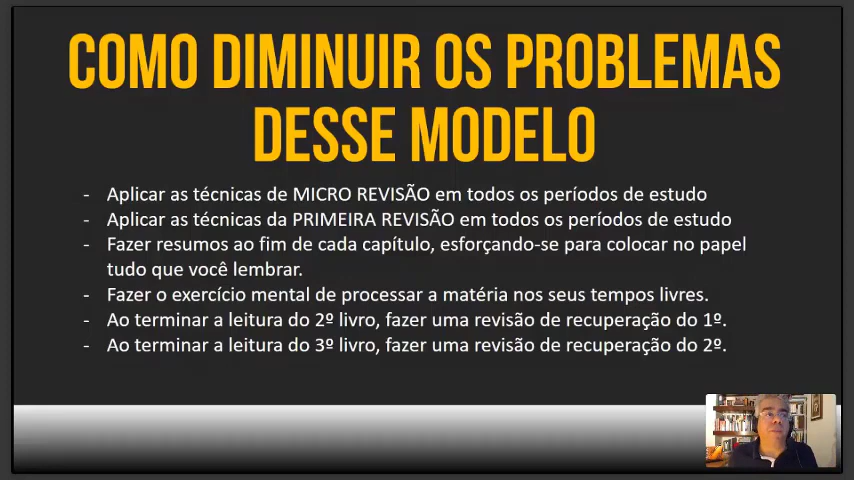 COMO DIMINUIR OS PROBLEMAS
DESSE MODELO
- Aplicar as técnicas de MICRO REVISÃO em todos os períodos de estudo
- Aplicar as técnicas da PRIMEIRA REVISÃO em todos os períodos de estudo
- Fazer resumos ao fim de cada capítulo, esforçando-se para colocar no papel
tudo que você lembrar.
- Fazer o exercício mental de processar a matéria nos seus tempos livres.
- Ao terminar a leitura do 2º livro, fazer uma revisão de recuperação do 1º.
- Ao terminar a leitura do 3º livro, fazer uma revisão de recuperação do 2º.